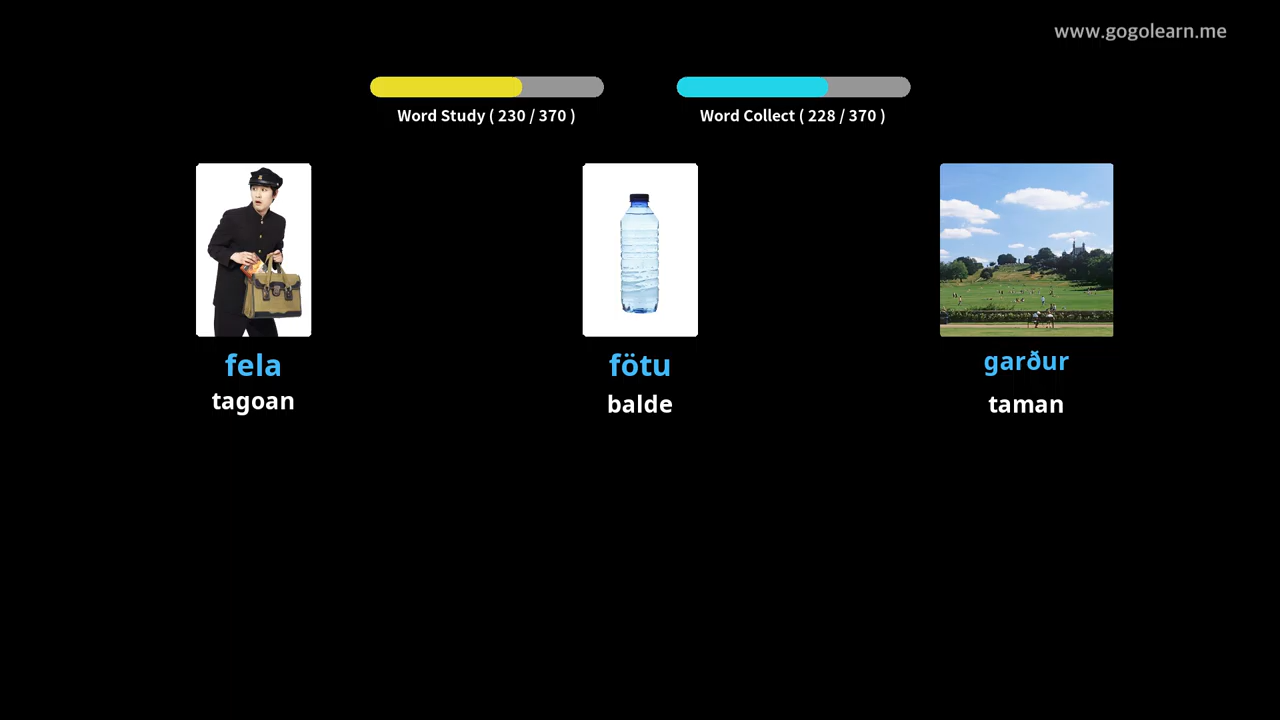 www.gogolearn.me
Word Study ( 230 / 370 )
Word Collect ( 228 / 370 )
fela
tagoan
fötu
balde
garður
taman